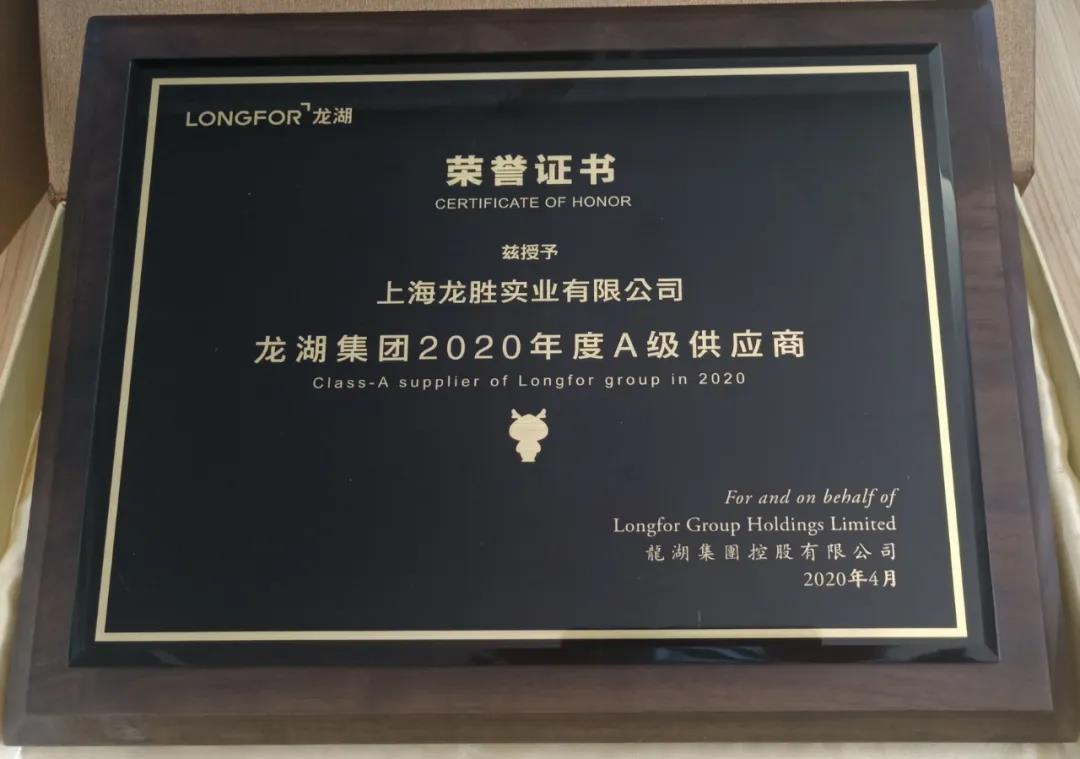 LONGFOR 龙湖
荣誉证书
CERTIFICATE OF HONOR
兹授予
上海龙胜实业有限公司
龙湖集团2020年度A级供应商
Class-A supplier of Longfor group in 2020
For and on behalf of
Longfor Group Holdings Limited
龍湖集團控股有限公司
2020年4月